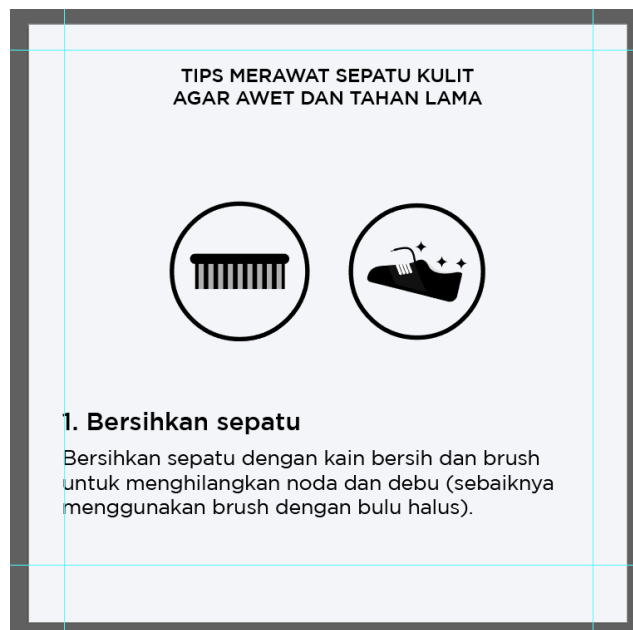 TIPS MERAWAT SEPATU KULIT
AGAR AWET DAN TAHAN LAMA
1. Bersihkan sepatu
Bersihkan sepatu dengan kain bersih dan brush
untuk menghilangkan noda dan debu (sebaiknya
menggunakan brush dengan bulu halus).